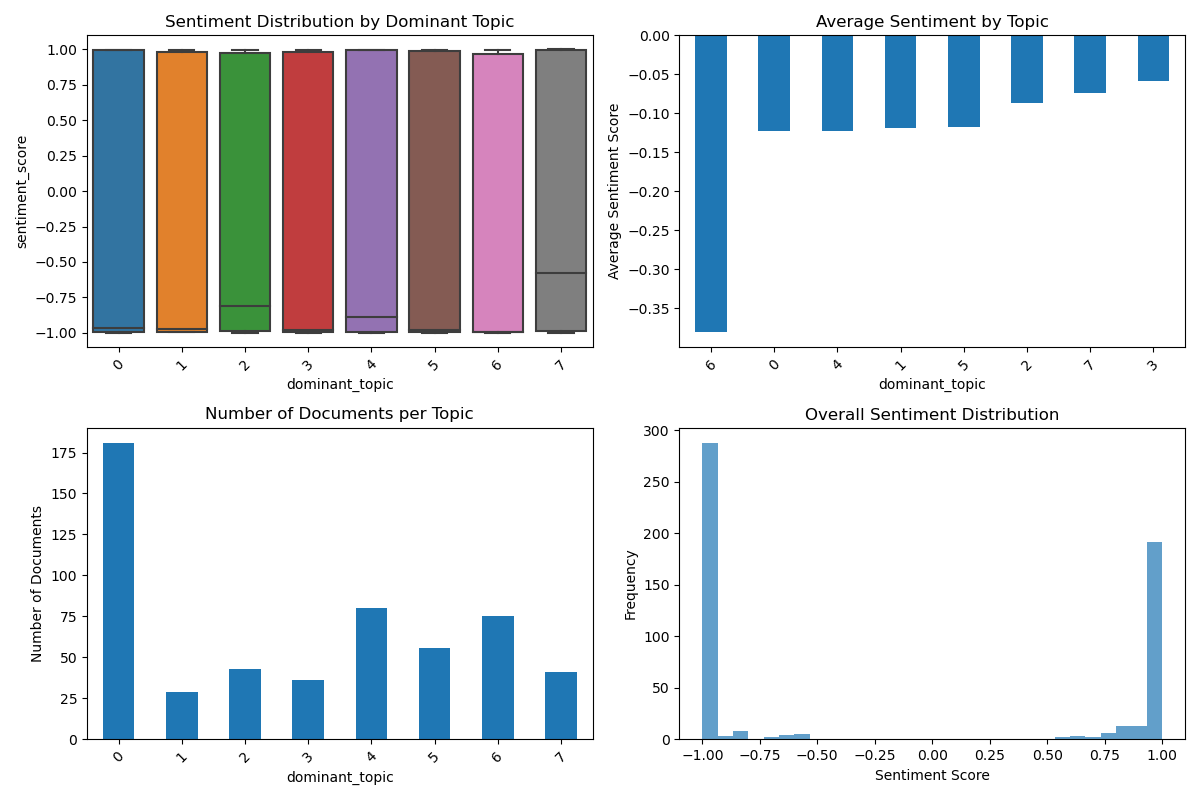 Sentiment Distribution by Dominant Topic
sentiment_score
1.00
0.75
0.50
0.25
0.00
−0.25
−0.50
−0.75
−1.00
0 1 2 3 4 5 6 7
dominant_topic
Average Sentiment by Topic
Average Sentiment Score
0.00
−0.05
−0.10
−0.15
−0.20
−0.25
−0.30
−0.35
6 0 4 1 5 2 7 3
dominant_topic
Number of Documents per Topic
Number of Documents
175
150
125
100
75
50
25
0
0 1 2 3 4 5 6 7
dominant_topic
Overall Sentiment Distribution
Frequency
300
250
200
150
100
50
0
−1.00 −0.75 −0.50 −0.25 0.00 0.25 0.50 0.75 1.00
Sentiment Score